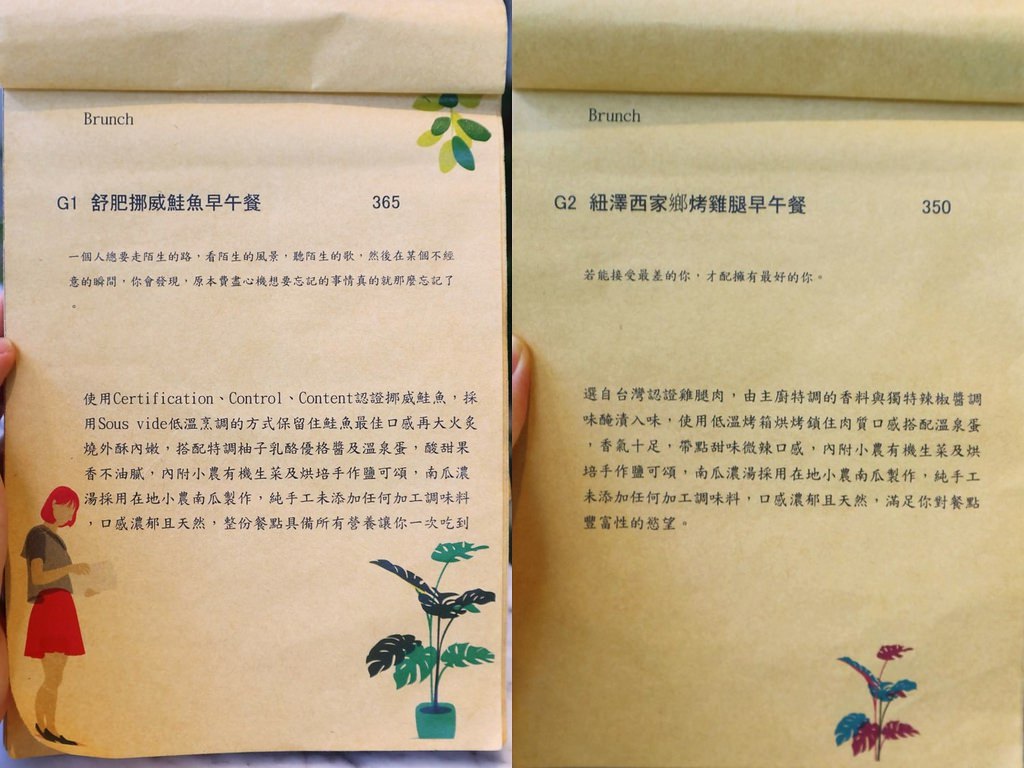 Brunch
G1 舒肥挪威鮭魚早午餐 365
一個人總要走陌生的路，看陌生的風景，聽陌生的歌，然後在某個不經
意的瞬間，你會發現，原本費盡心機想要忘記的事情真的就那麼忘記了
。
使用Certification、Control、Content認證挪威鮭魚，採
用Sous vide低溫烹調的方式保留住鮭魚最佳口感再大火炙
燒外酥內嫩，搭配特調柚子乳酪優格醬及溫泉蛋，酸甜果
香不油膩，內附小農有機生菜及烘培手作鹽可頌，南瓜濃
湯採用在地小農南瓜製作，純手工未添加任何加工調味料
，口感濃郁且天然，整份餐點具備所有營養讓你一次吃到
Brunch
G2 紐澤西家鄉烤雞腿早午餐 350
若能接受最差的你，才配擁有最好的你。
選自台灣認證雞腿肉，由主廚特調的香料與獨特辣椒醬調
味醃漬入味，使用低溫烤箱烘烤鎖住肉質口感搭配溫泉蛋
，香氣十足，帶點甜味微辣口感，內附小農有機生菜及烘
培手作鹽可頌，南瓜濃湯採用在地小農南瓜製作，純手工
未添加任何加工調味料，口感濃郁且天然，滿足你對餐點
豐富性的慾望。